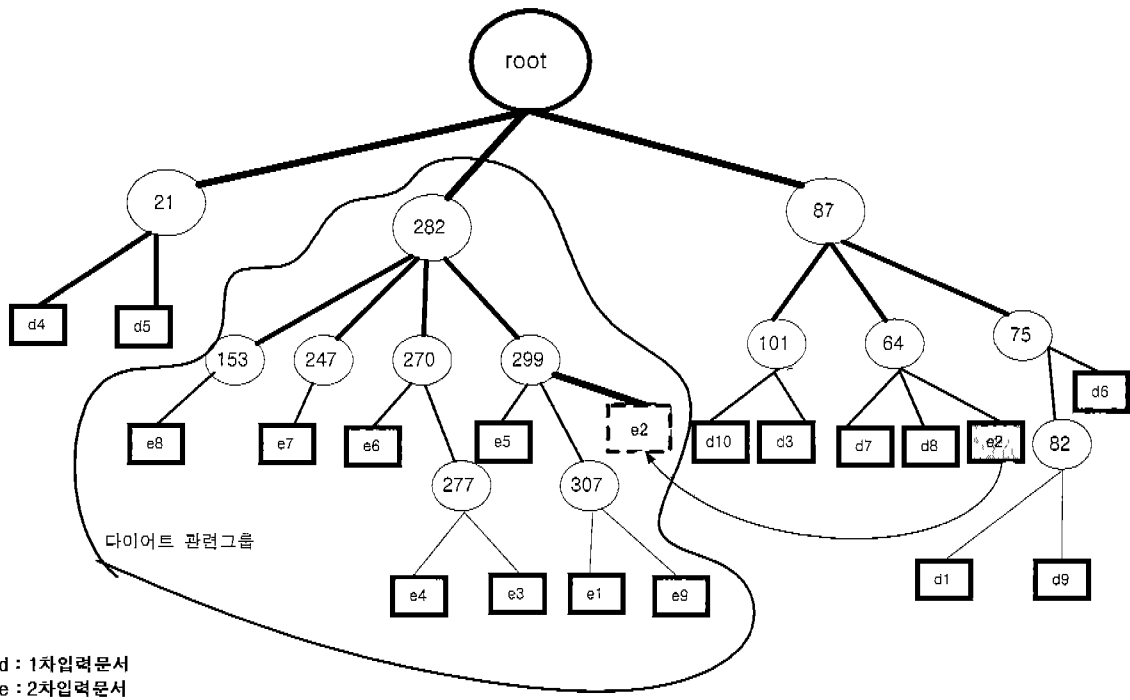 root
21
282
87
d4
d5
153
247
270
299
101
64
75
d6
e8
e7
e6
e5
e2
d10
d3
d7
d8
e2
82
277
307
다이어트 관련그룹
e4
e3
e1
e9
d1
d9
d : 1차입력문서
e : 2차입력문서